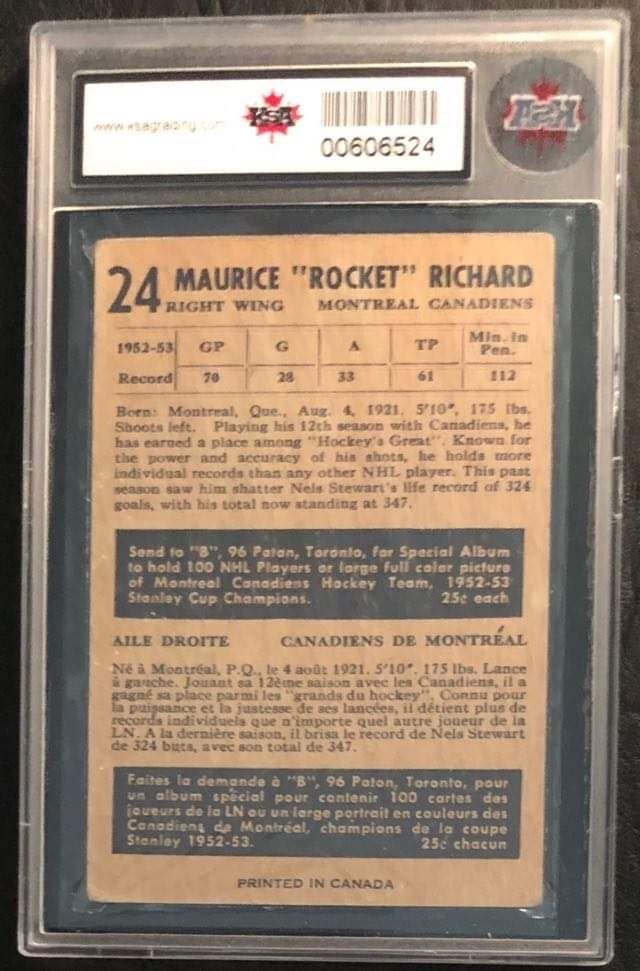 www.ksagrading.com
KSA
00606524
KSA
24 MAURICE "ROCKET" RICHARD
RIGHT WING MONTREAL CANADIENS
1952-53 GP G A TP Min. in Pen.
Record 70 28 33 61 112
Born: Montreal, Que., Aug. 4, 1921. 5'10", 175 lbs.
Shoots left. Playing his 12th season with Canadiens, he
has earned a place among "Hockey's Great". Known for
the power and accuracy of his shots, he holds more
individual records than any other NHL player. This past
season saw him shatter Nels Stewart's life record of 324
goals, with his total now standing at 347.
Send to "B", 96 Paton, Toronto, for Special Album
to hold 100 NHL Players or large full color picture
of Montreal Canadiens Hockey Team, 1952-53
Stanley Cup Champions. 25¢ each
AILE DROITE CANADIENS DE MONTRÉAL
Né à Montréal, P.Q., le 4 août 1921. 5'10". 175 lbs. Lance
à gauche. Jouant sa 12ème saison avec les Canadiens, il a
gagné sa place parmi les "grands du hockey". Connu pour
la puissance et la justesse de ses lancées, il détient plus de
records individuels que n'importe quel autre joueur de la
LN. A la dernière saison, il brisa le record de Nels Stewart
de 324 buts, avec son total de 347.
Faites la demande à "B", 96 Paton, Toronto, pour
un album spécial pour contenir 100 cartes des
joueurs de la LN ou un large portrait en couleurs des
Canadiens de Montréal, champions de la coupe
Stanley 1952-53. 25¢ chacun
PRINTED IN CANADA